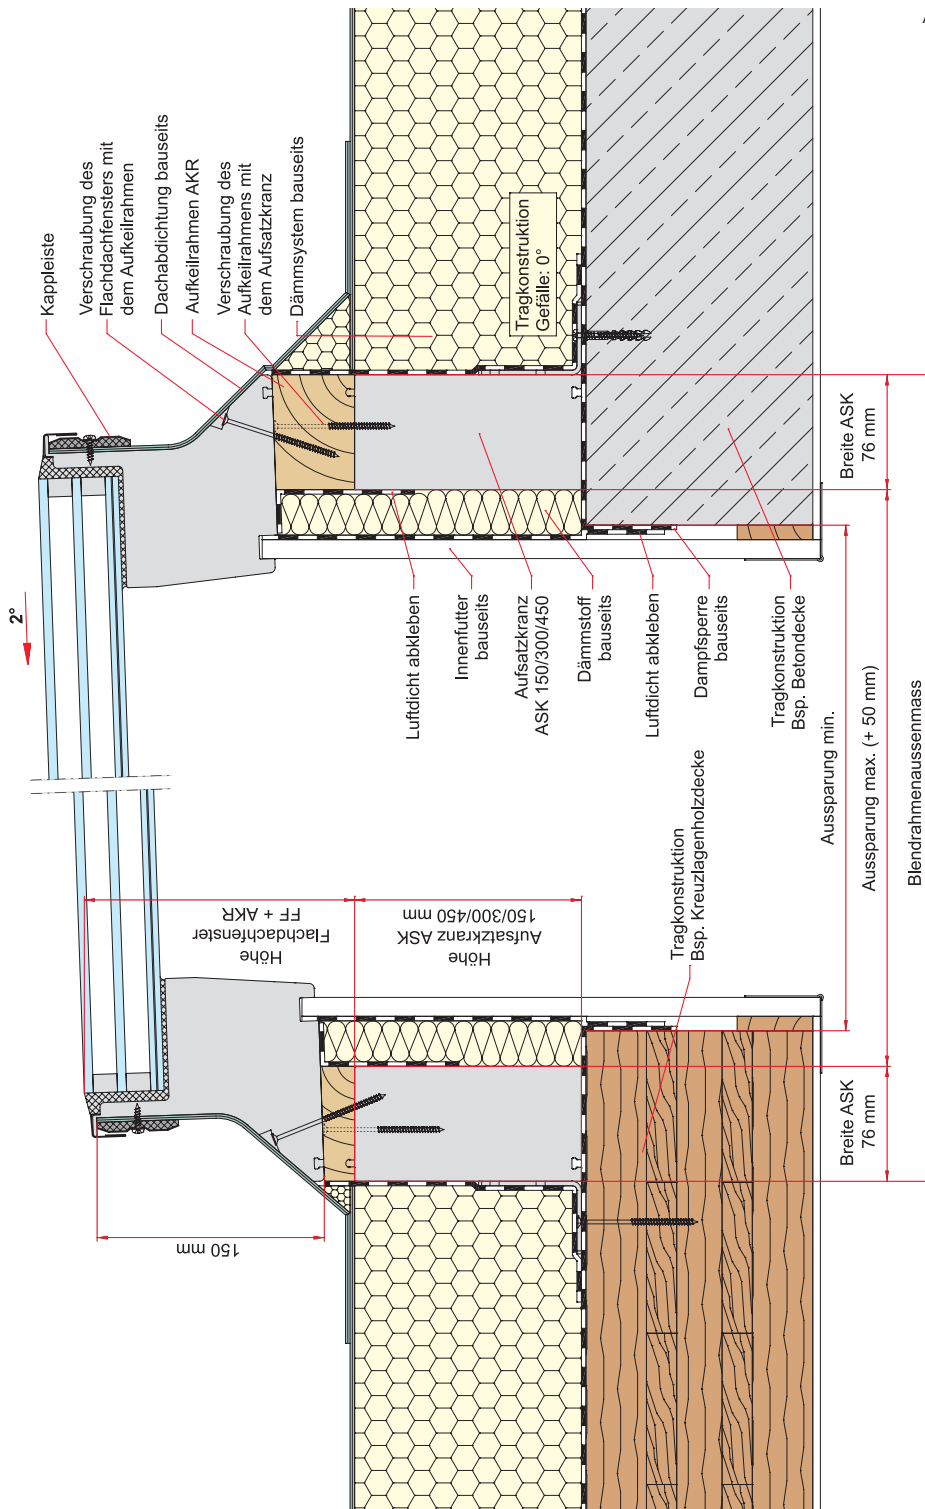 Kappleiste
Verschraubung des
Flachdachfensters mit
dem Aufkeilrahmen
Dachabdichtung bauseits
Aufkeilrahmen AKR
Verschraubung des
Aufkeilrahmens mit
dem Aufsatzkranz
Dämmsystem bauseits
Tragkonstruktion
Gefälle: 0°
2°
Luftdicht abkleben
Innenfutter
bauseits
Aufsatzkranz
ASK 150/300/450
Dämmstoff
bauseits
Luftdicht abkleben
Dampfsperre
bauseits
Tragkonstruktion
Bsp. Betondecke
Breite ASK
76 mm
Aussparung min.
Aussparung max. (+ 50 mm)
Blendrahmenaussenmass
Höhe
Flachdachfenster
FF + AKR
Höhe
Aufsatzkranz ASK
150/300/450 mm
Tragkonstruktion
Bsp. Kreuzlagenholzdecke
150 mm
Breite ASK
76 mm